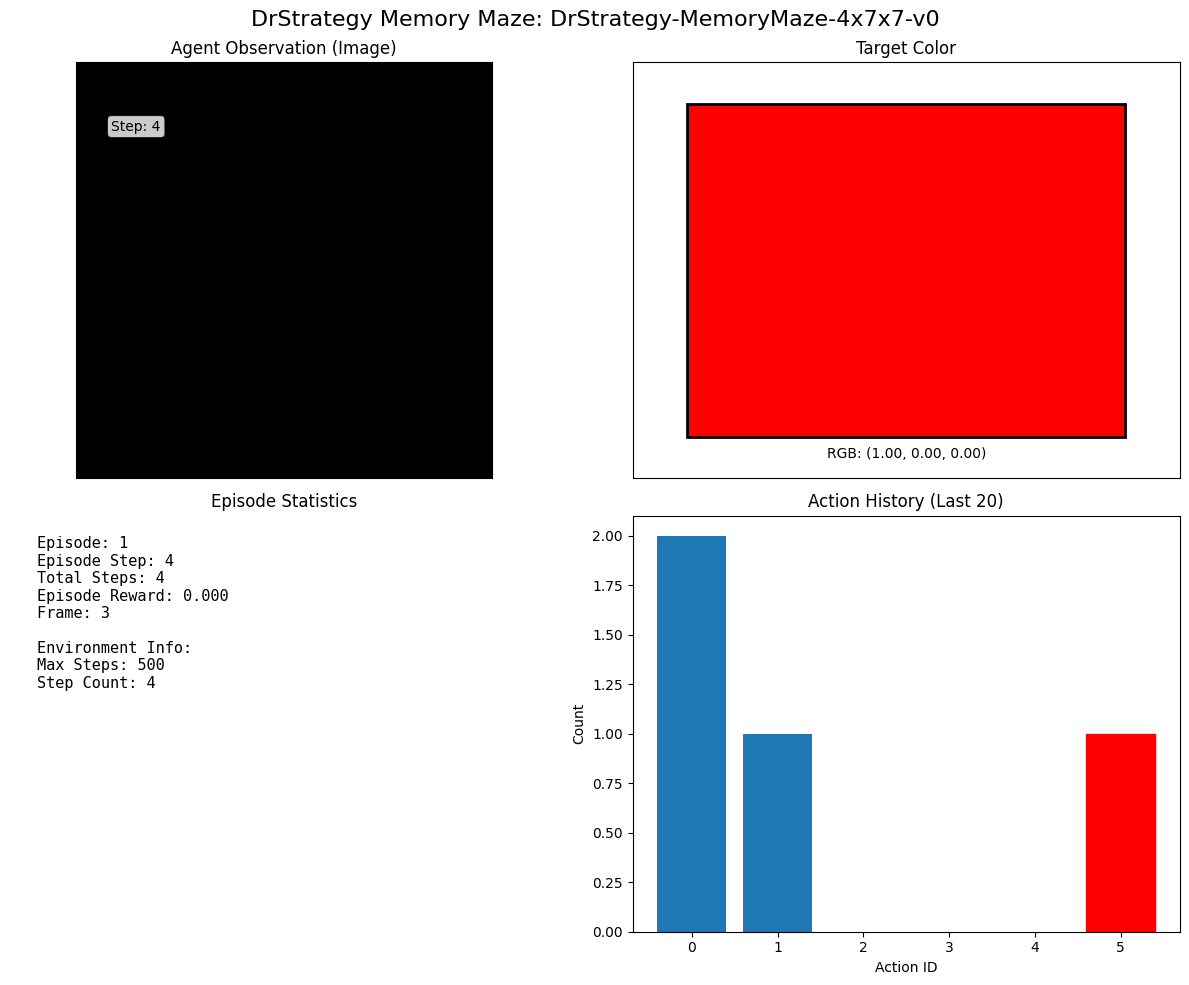 DrStrategy Memory Maze: DrStrategy-MemoryMaze-4x7x7-v0
Agent Observation (Image)
Step: 4
Target Color
RGB: (1.00, 0.00, 0.00)
Episode Statistics
Episode: 1
Episode Step: 4
Total Steps: 4
Episode Reward: 0.000
Frame: 3
Environment Info:
Max Steps: 500
Step Count: 4
Action History (Last 20)
Count
2.00
1.75
1.50
1.25
1.00
0.75
0.50
0.25
0.00
0 1 2 3 4 5
Action ID